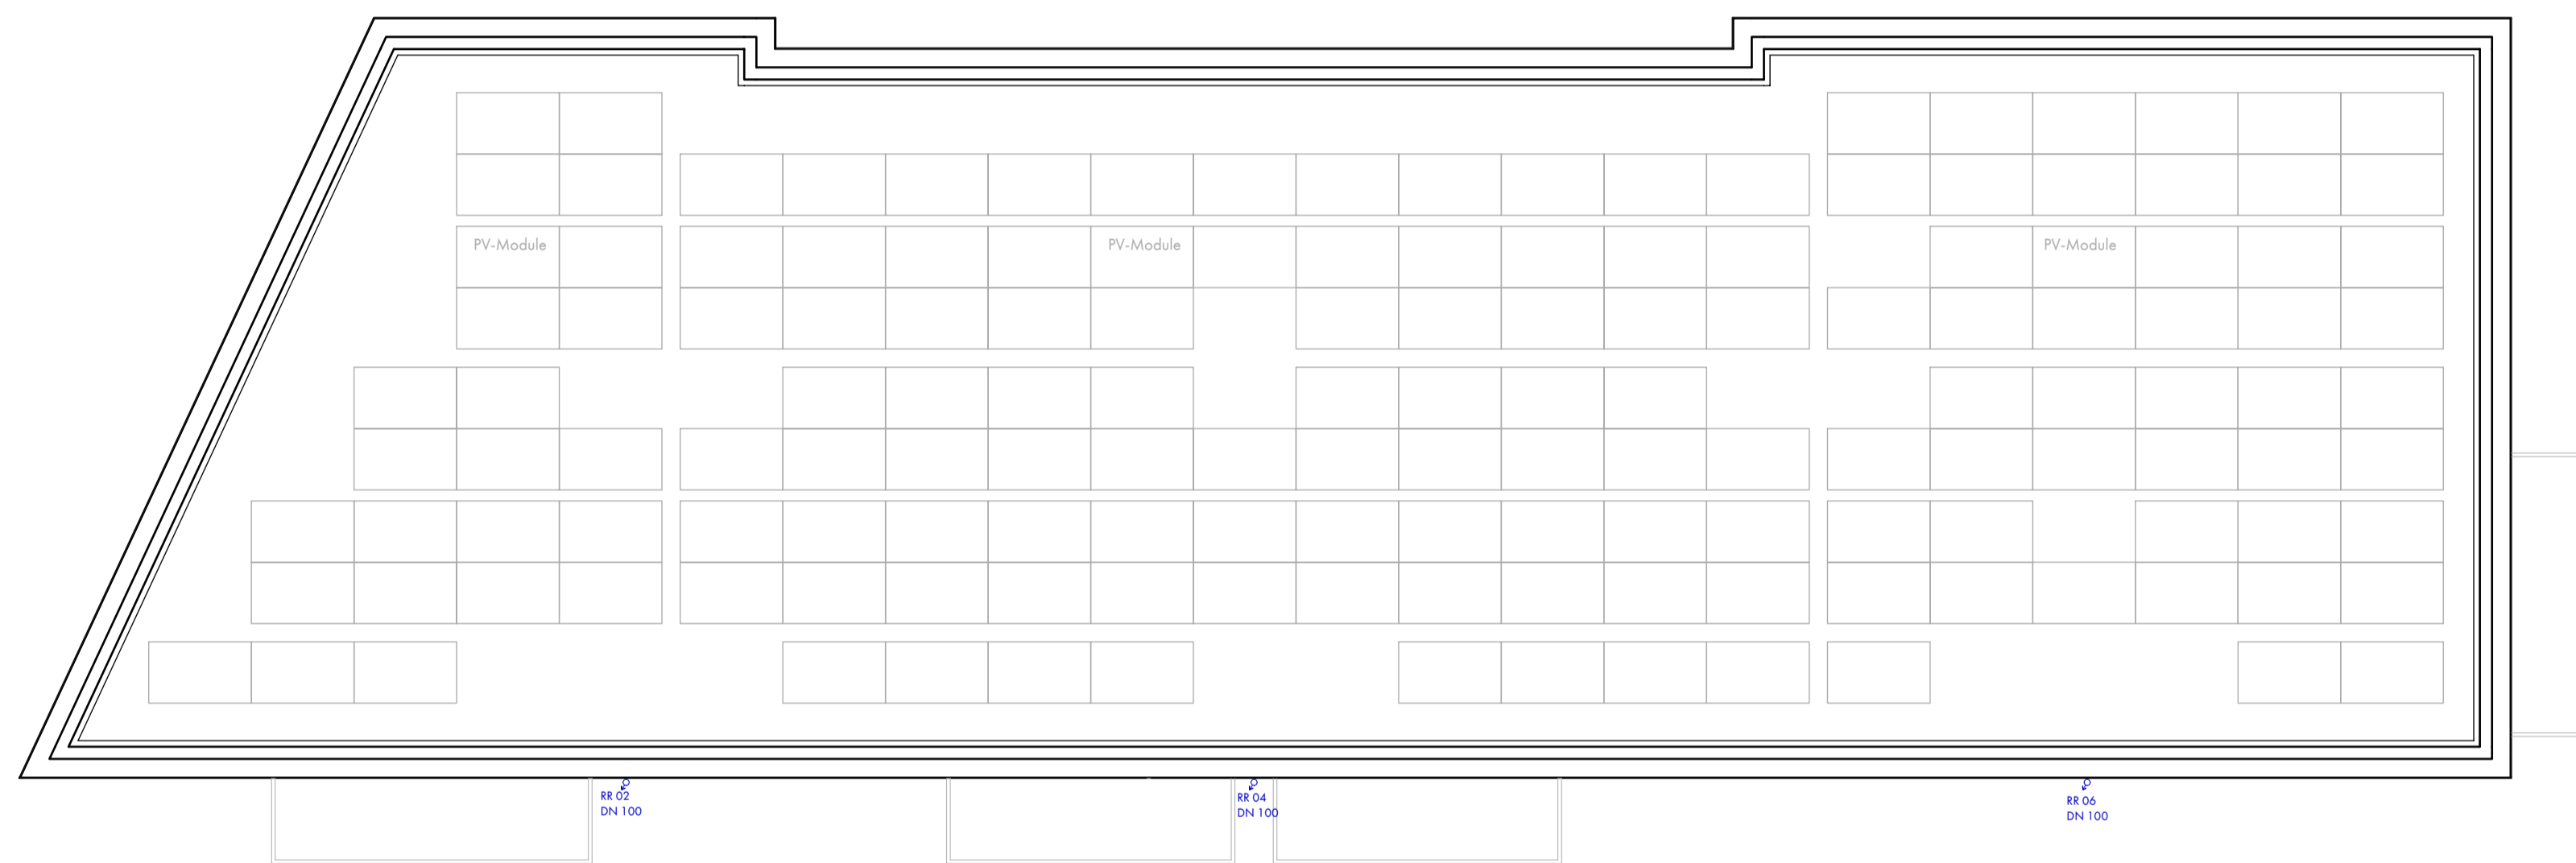 PV-Module
PV-Module
PV-Module
RR 02
DN 100
RR 04
DN 100
RR 06
DN 100